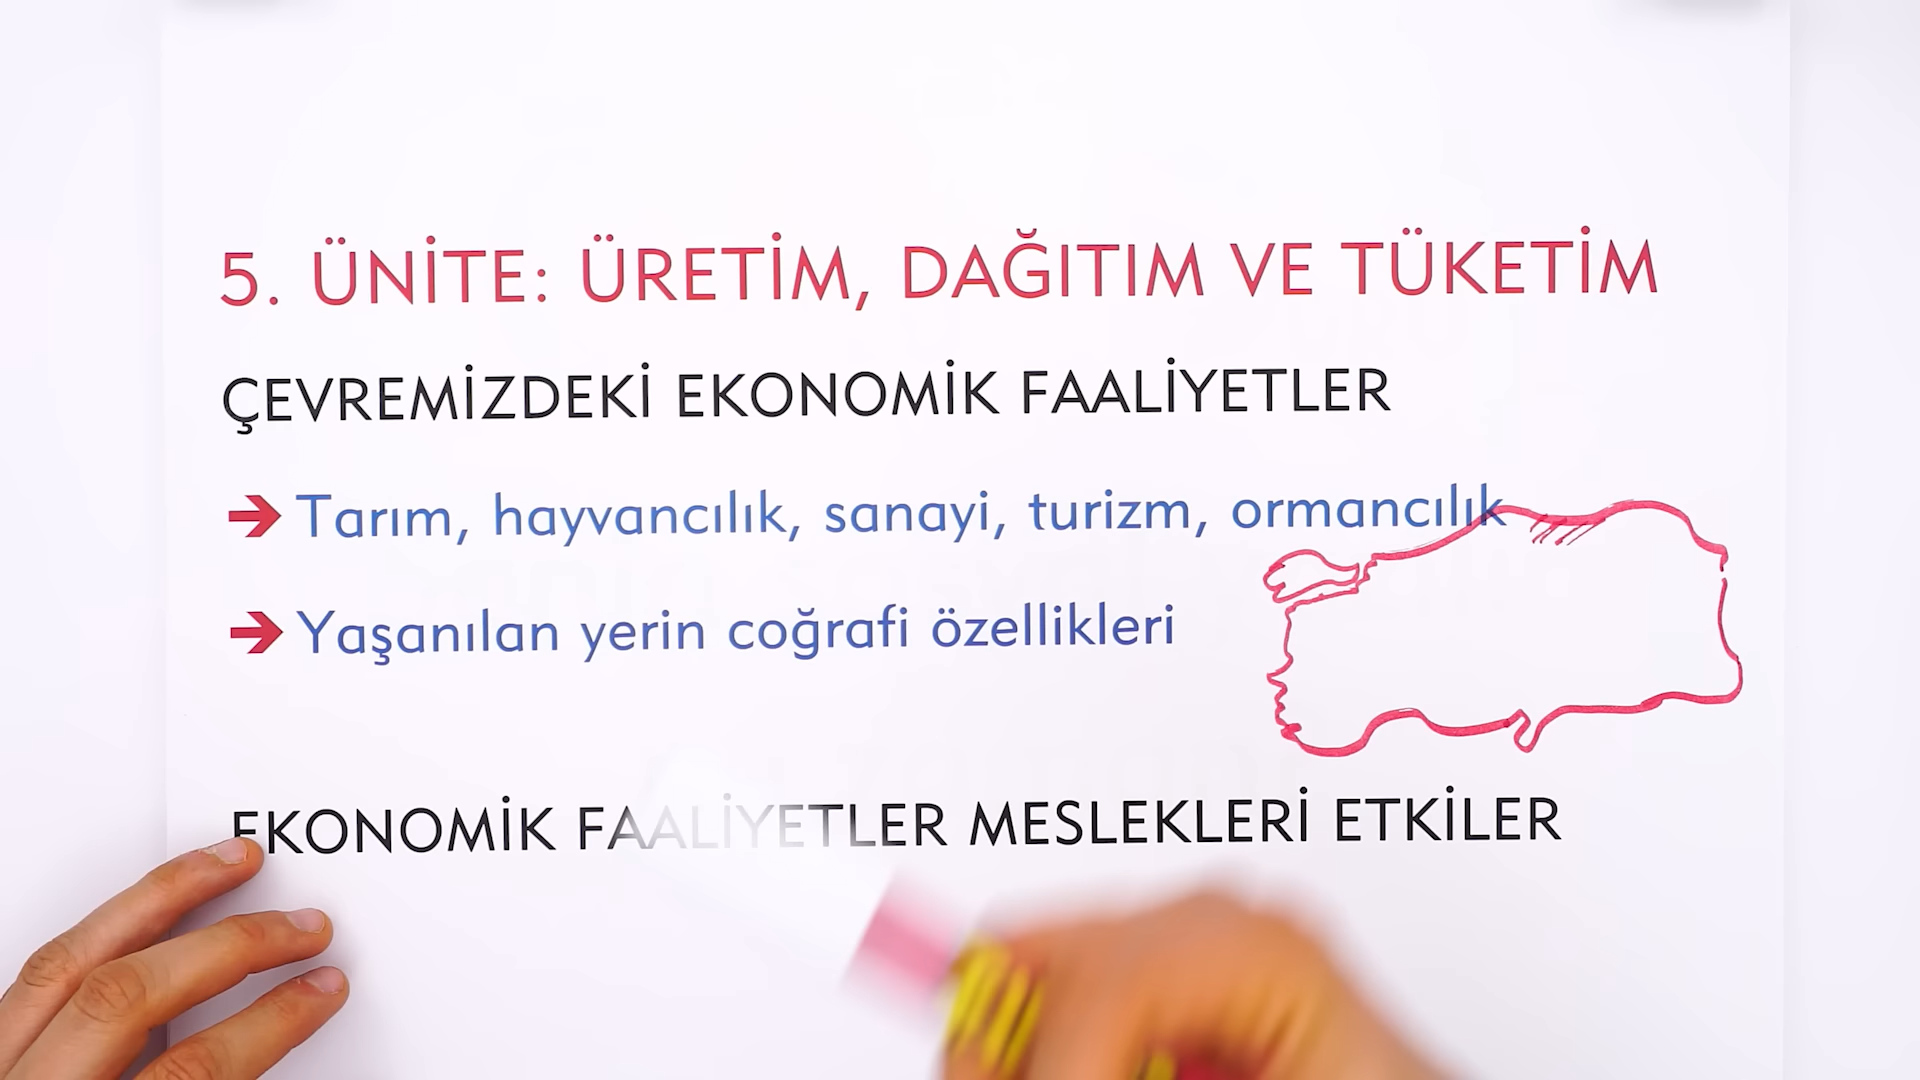 5. ÜNİTE: ÜRETİM, DAĞITIM VE TÜKETİM
ÇEVREMİZDEKİ EKONOMİK FAALİYETLER
➔ Tarım, hayvancılık, sanayi, turizm, ormancılık
➔ Yaşanılan yerin coğrafi özellikleri
EKONOMİK FAALİYETLER MESLEKLERİ ETKİLER